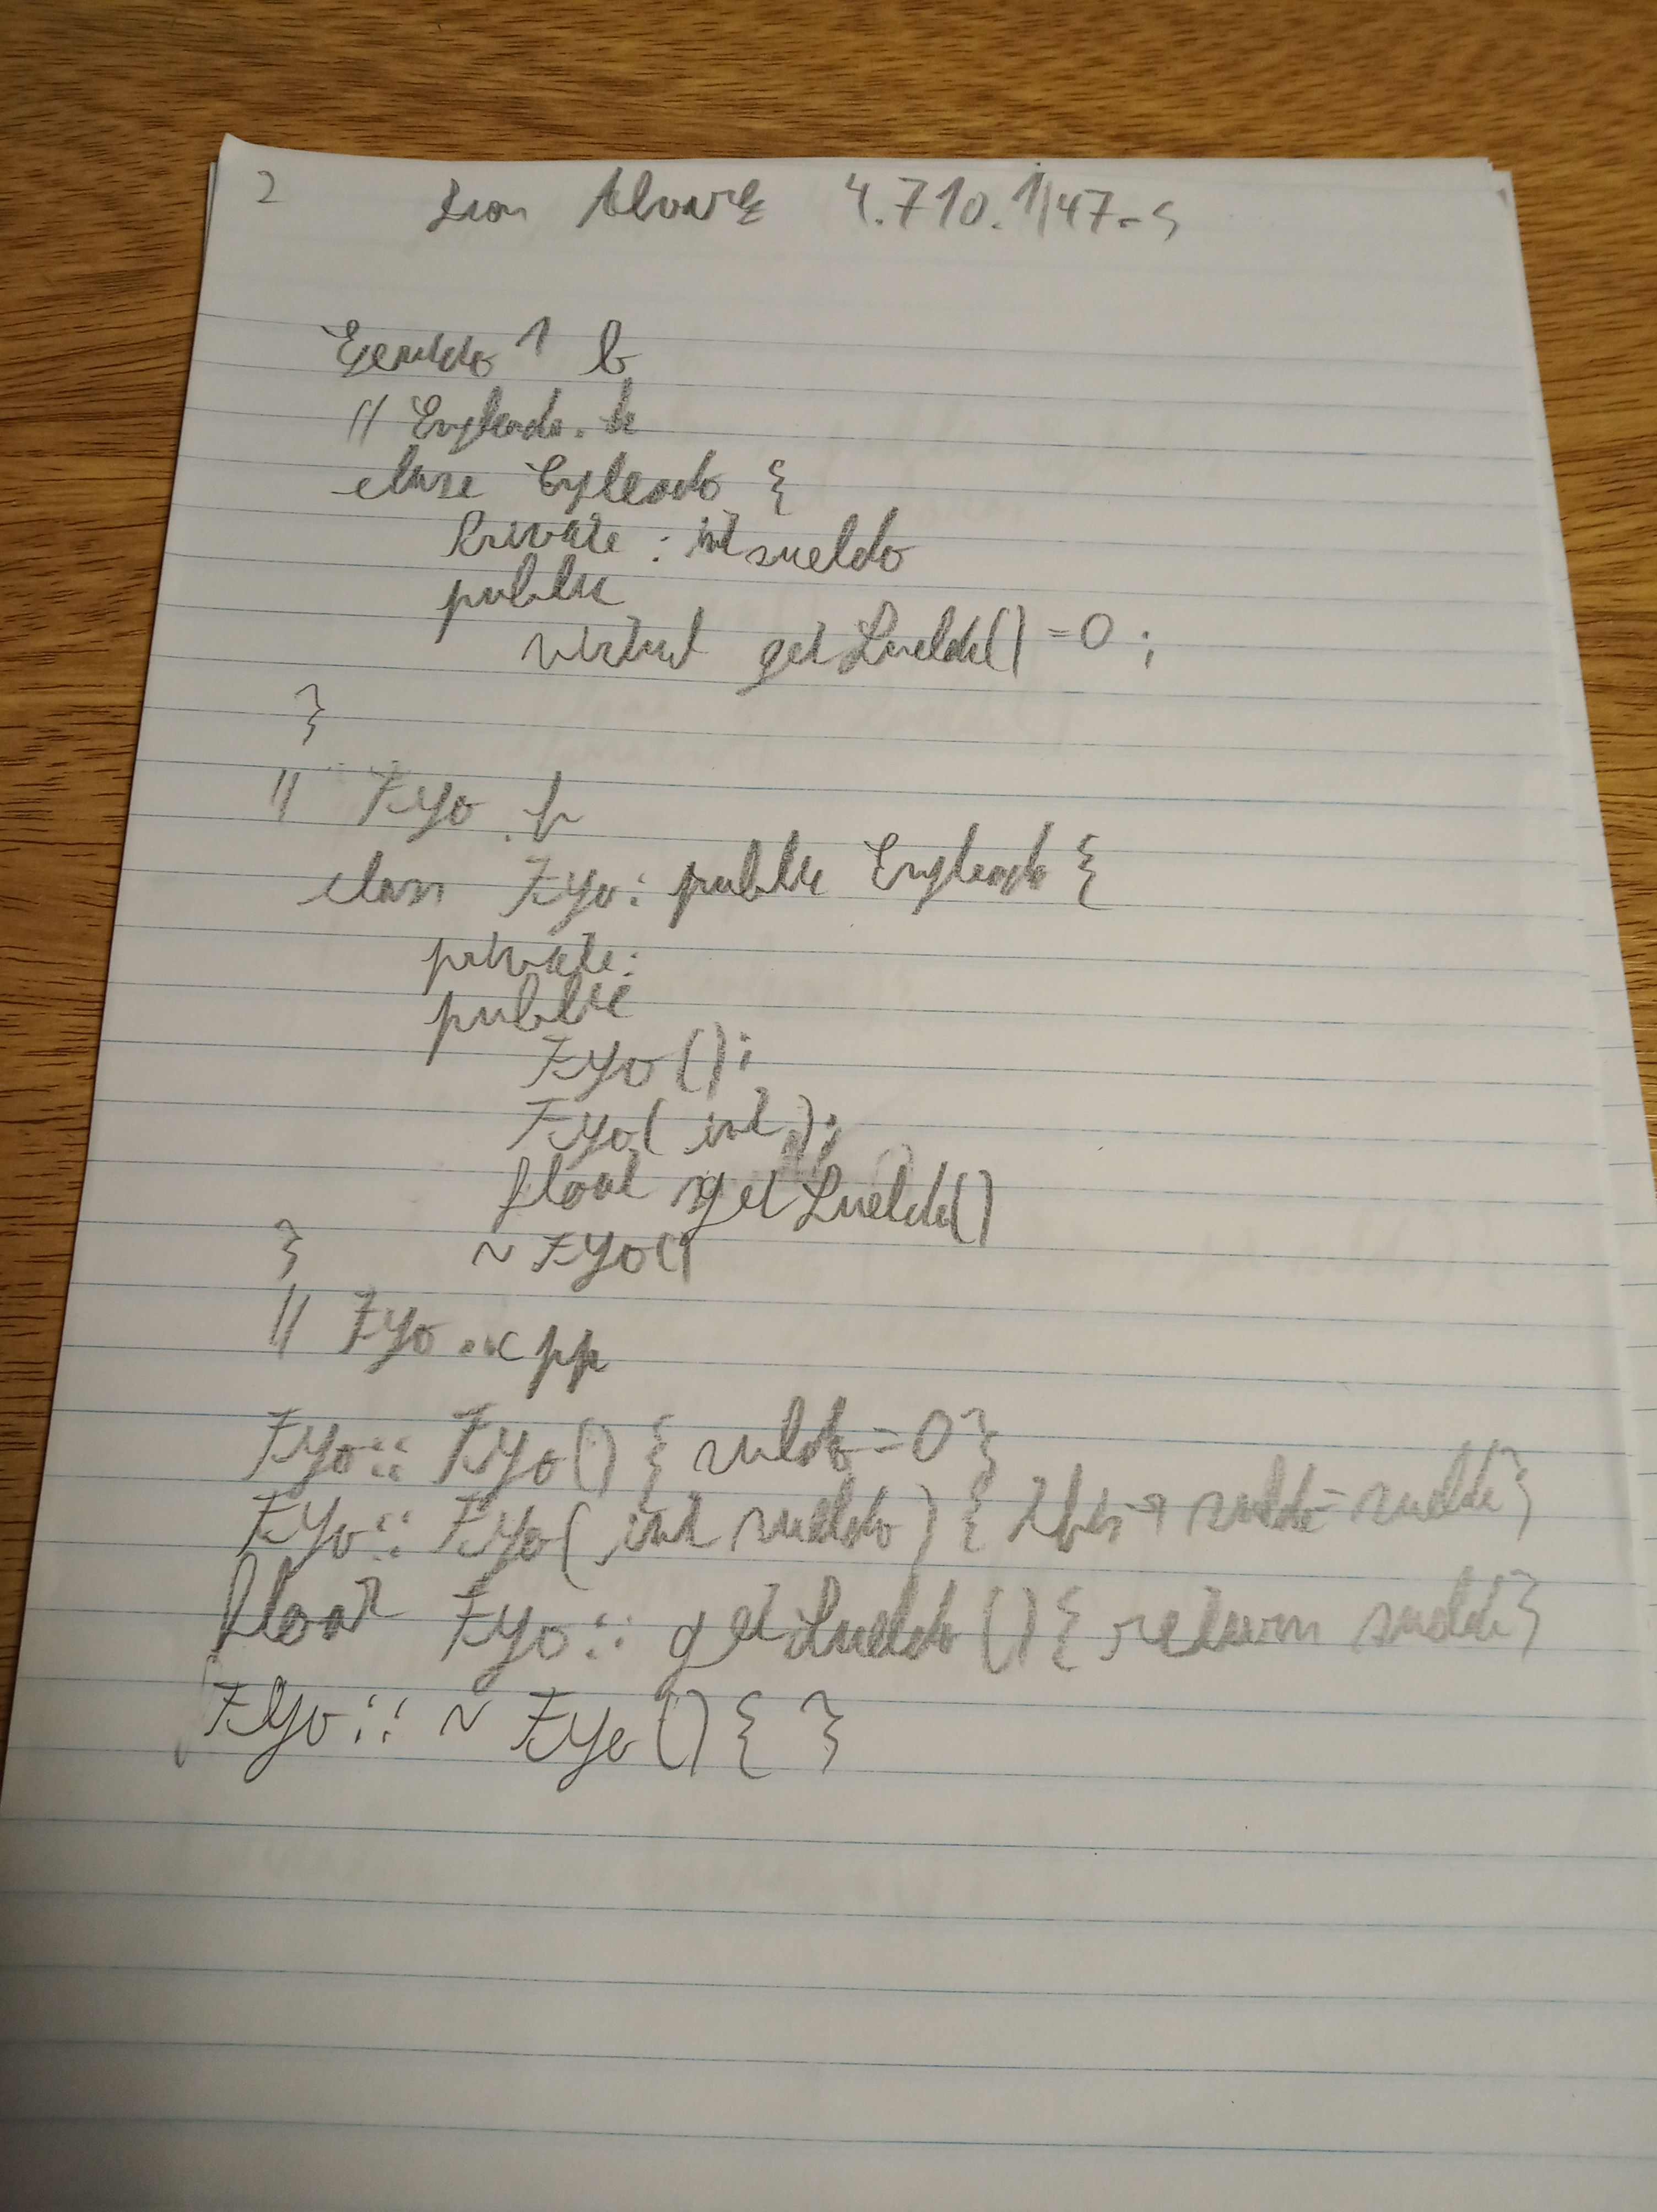 2 Alvarez 4.710.147-5
Ejercicio 1 b
// Empleado.h
class Empleado {
Private : int sueldo
public
virtual getSueldo() = 0 ;
}
// Fijo .h
class Fijo : public Empleado {
private:
public
Fijo ();
Fijo( int );
float getSueldo()
} ~ Fijo()
// Fijo .cpp
Fijo :: Fijo() { sueldo = 0 }
Fijo :: Fijo( int sueldo ) { this -> sueldo = sueldo }
float Fijo :: getSueldo () { return sueldo }
Fijo :: ~ Fijo () { }